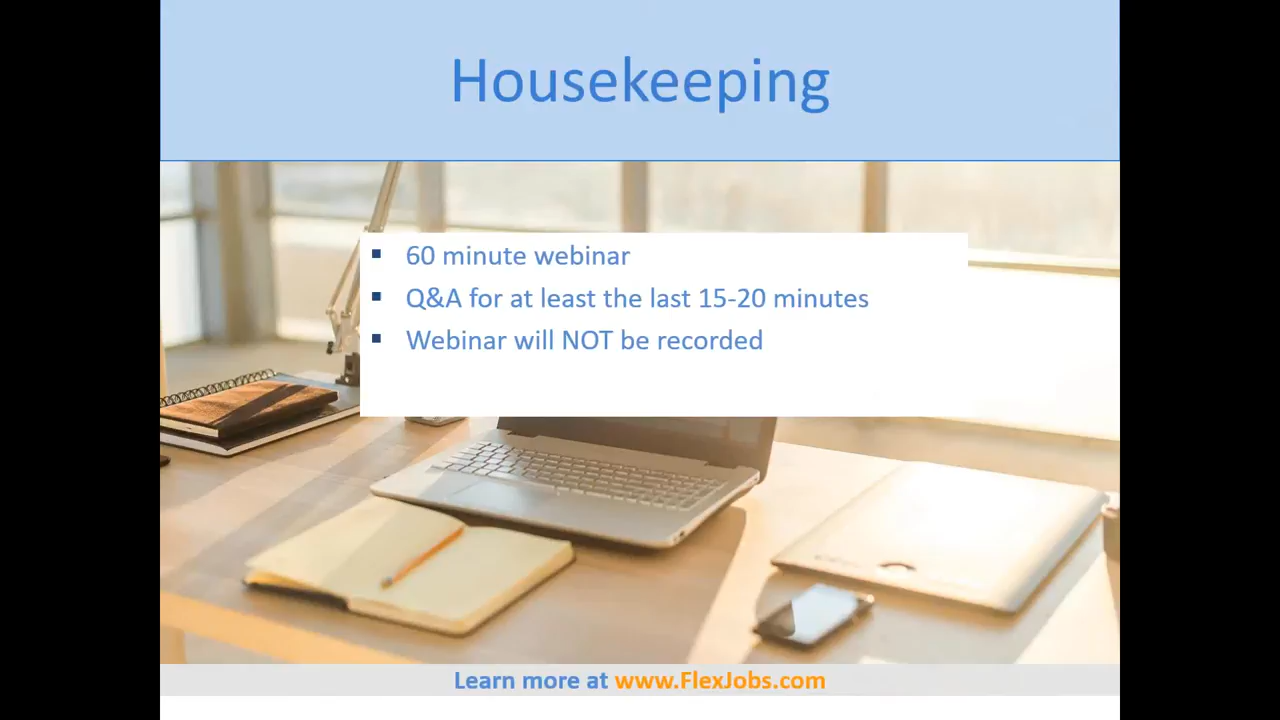 Housekeeping
▪ 60 minute webinar
▪ Q&A for at least the last 15-20 minutes
▪ Webinar will NOT be recorded
Learn more at www.FlexJobs.com